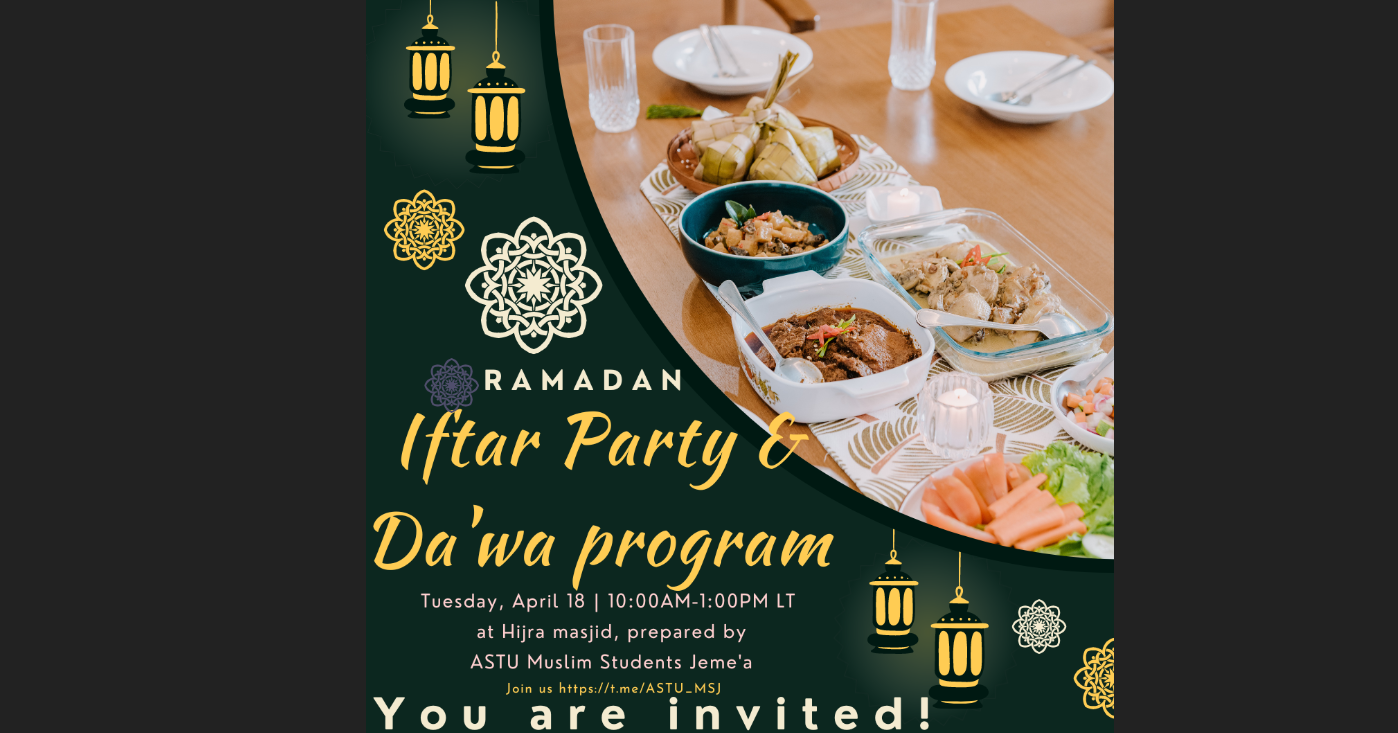 RAMADAN
Iftar Party &
Da'wa program
Tuesday, April 18 | 10:00AM-1:00PM LT
at Hijra masjid, prepared by
ASTU Muslim Students Jeme'a
Join us https://t.me/ASTU_MSJ
You are invited!